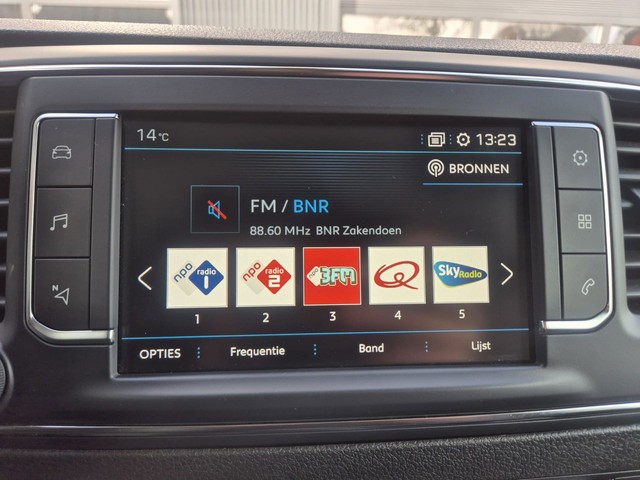 14°C 13:23
BRONNEN
FM / BNR
88.60 MHz BNR Zakendoen
npo radio 1
npo radio 2
npo 3FM
Q
Sky Radio
1 2 3 4 5
OPTIES Frequentie Band Lijst
N